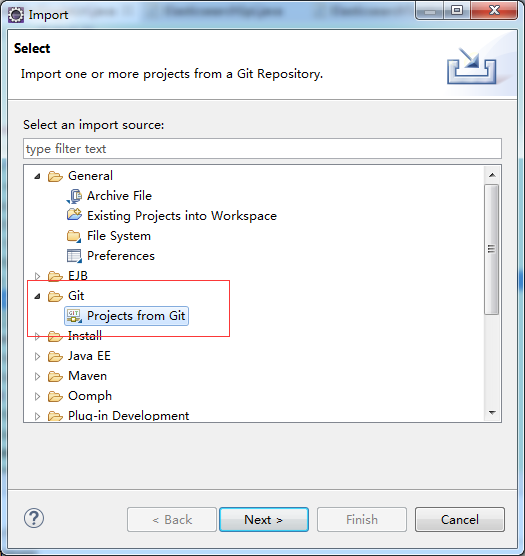 Import
Select
Import one or more projects from a Git Repository.
Select an import source:
type filter text
General
Archive File
Existing Projects into Workspace
File System
Preferences
EJB
Git
GIT
Projects from Git
Install
Java EE
Maven
Oomph
Plug-in Development
?
< Back
Next >
Finish
Cancel